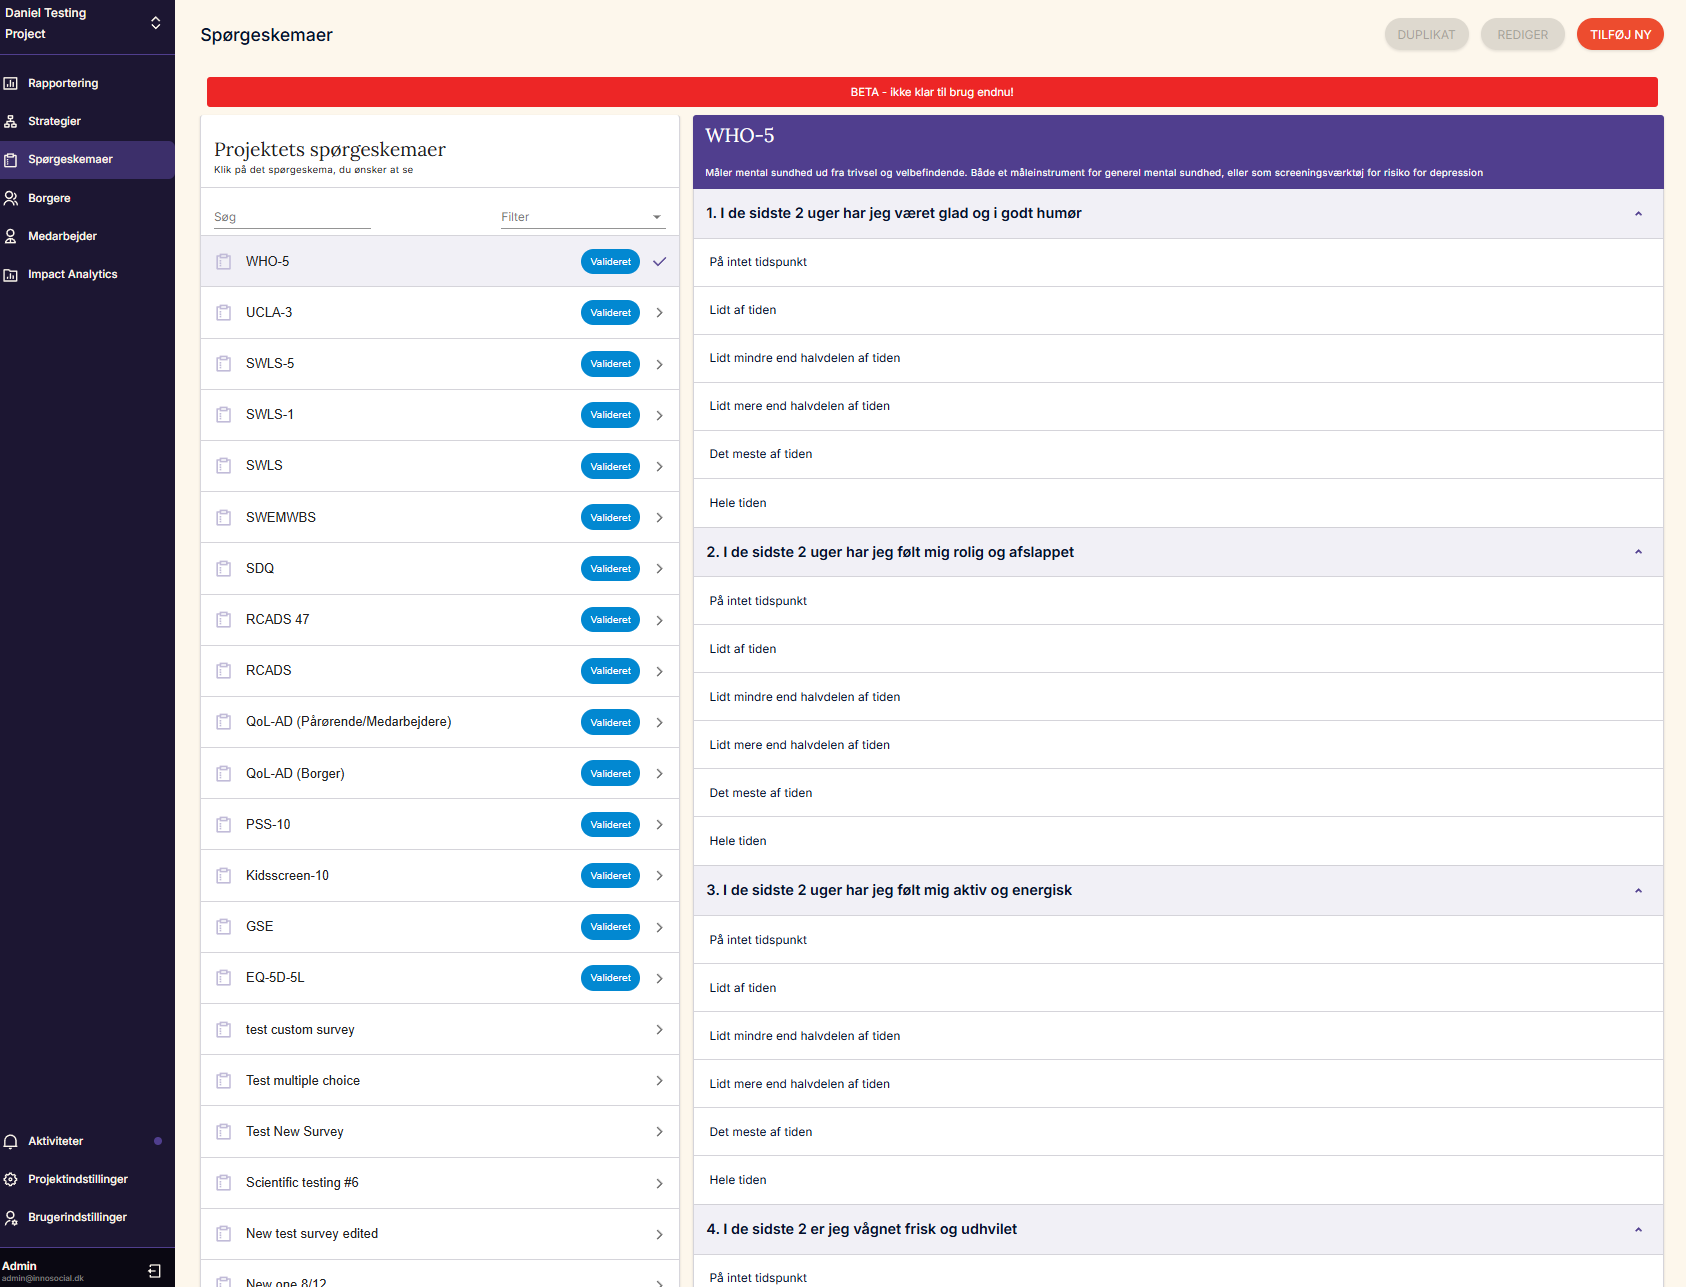 Daniel Testing
Project
Rapportering
Strategier
Spørgeskemaer
Borgere
Medarbejder
Impact Analytics
Aktiviteter
Projektindstillinger
Brugerindstillinger
Admin
admin@innosocial.dk
Spørgeskemaer
DUPLIKAT
REDIGER
TILFØJ NY
BETA - ikke klar til brug endnu!
Projektets spørgeskemaer
Klik på det spørgeskema, du ønsker at se
Søg
Filter
WHO-5 Valideret
UCLA-3 Valideret
SWLS-5 Valideret
SWLS-1 Valideret
SWLS Valideret
SWEMWBS Valideret
SDQ Valideret
RCADS 47 Valideret
RCADS Valideret
QoL-AD (Pårørende/Medarbejdere) Valideret
QoL-AD (Borger) Valideret
PSS-10 Valideret
Kidsscreen-10 Valideret
GSE Valideret
EQ-5D-5L Valideret
test custom survey
Test multiple choice
Test New Survey
Scientific testing #6
New test survey edited
New one 8/12
WHO-5
Måler mental sundhed ud fra trivsel og velbefindende. Både et måleinstrument for generel mental sundhed, eller som screeningsværktøj for risiko for depression
1. I de sidste 2 uger har jeg været glad og i godt humør
På intet tidspunkt
Lidt af tiden
Lidt mindre end halvdelen af tiden
Lidt mere end halvdelen af tiden
Det meste af tiden
Hele tiden
2. I de sidste 2 uger har jeg følt mig rolig og afslappet
På intet tidspunkt
Lidt af tiden
Lidt mindre end halvdelen af tiden
Lidt mere end halvdelen af tiden
Det meste af tiden
Hele tiden
3. I de sidste 2 uger har jeg følt mig aktiv og energisk
På intet tidspunkt
Lidt af tiden
Lidt mindre end halvdelen af tiden
Lidt mere end halvdelen af tiden
Det meste af tiden
Hele tiden
4. I de sidste 2 er jeg vågnet frisk og udhvilet
På intet tidspunkt